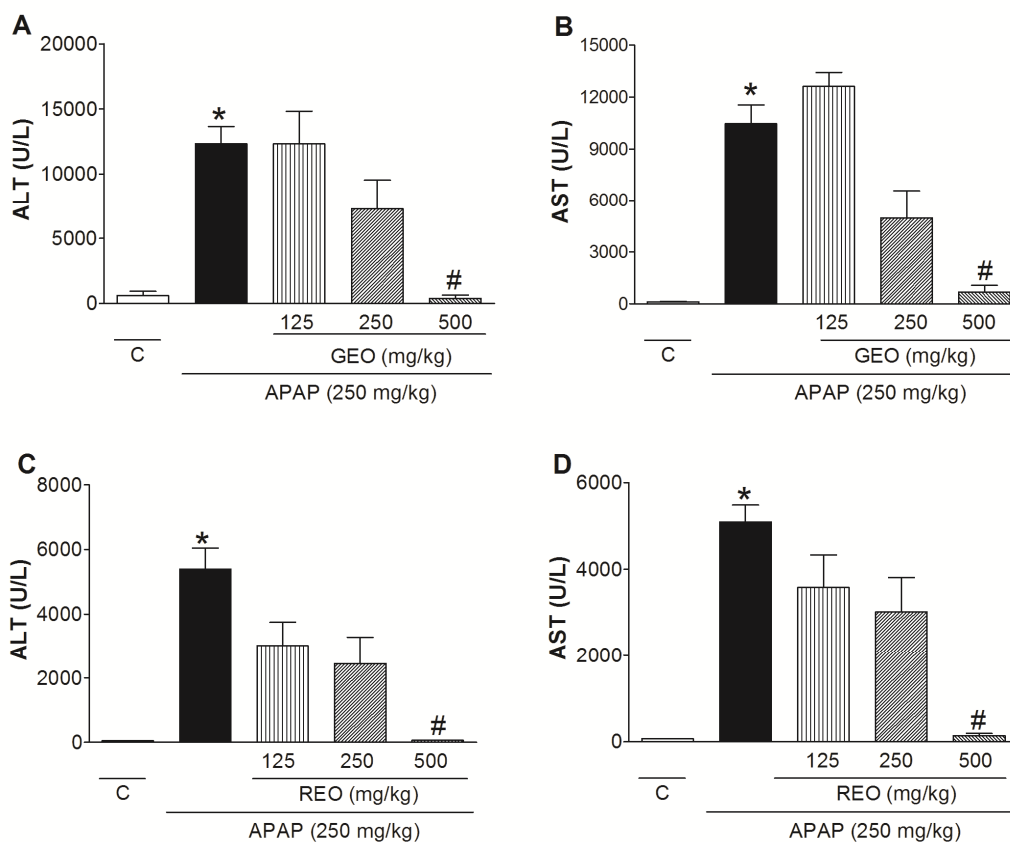 A
ALT (U/L)
20000
15000
10000
5000
0
*
#
125 250 500
C GEO (mg/kg)
APAP (250 mg/kg)
B
AST (U/L)
15000
12000
9000
6000
3000
0
*
#
125 250 500
C GEO (mg/kg)
APAP (250 mg/kg)
C
ALT (U/L)
8000
6000
4000
2000
0
*
#
125 250 500
C REO (mg/kg)
APAP (250 mg/kg)
D
AST (U/L)
6000
4000
2000
0
*
#
125 250 500
C REO (mg/kg)
APAP (250 mg/kg)